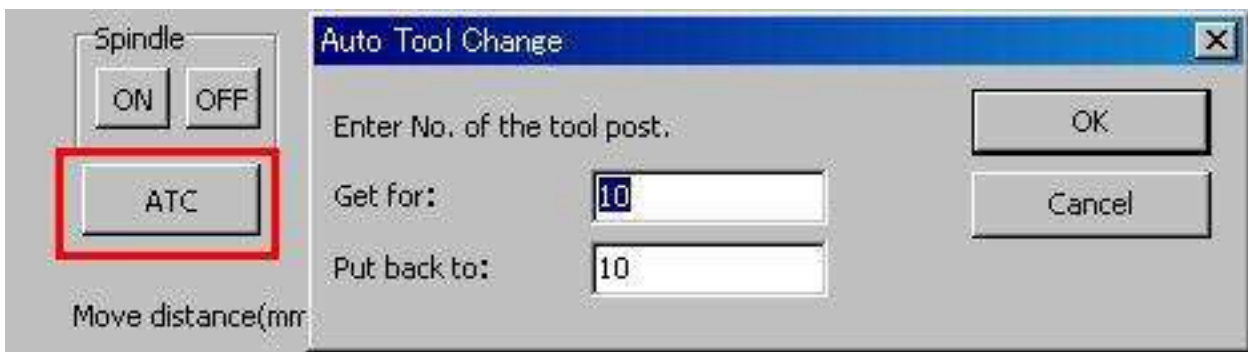 Spindle
ON OFF
ATC
Move distance(mm
Auto Tool Change
Enter No. of the tool post.
OK
Get for: 10
Cancel
Put back to: 10